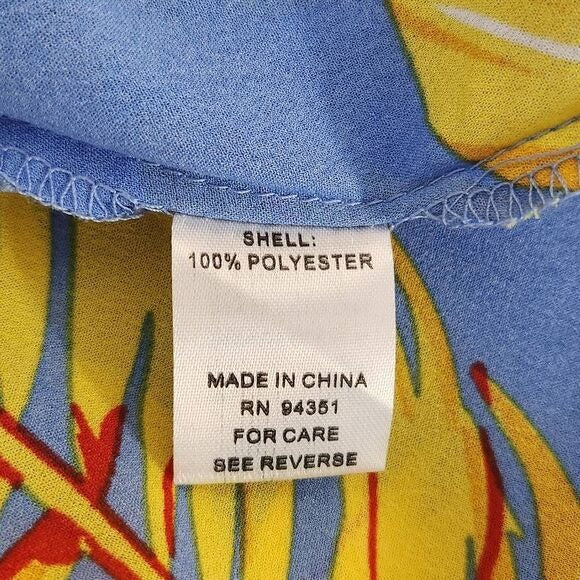 SHELL:
100% POLYESTER
MADE IN CHINA
RN 94351
FOR CARE
SEE REVERSE